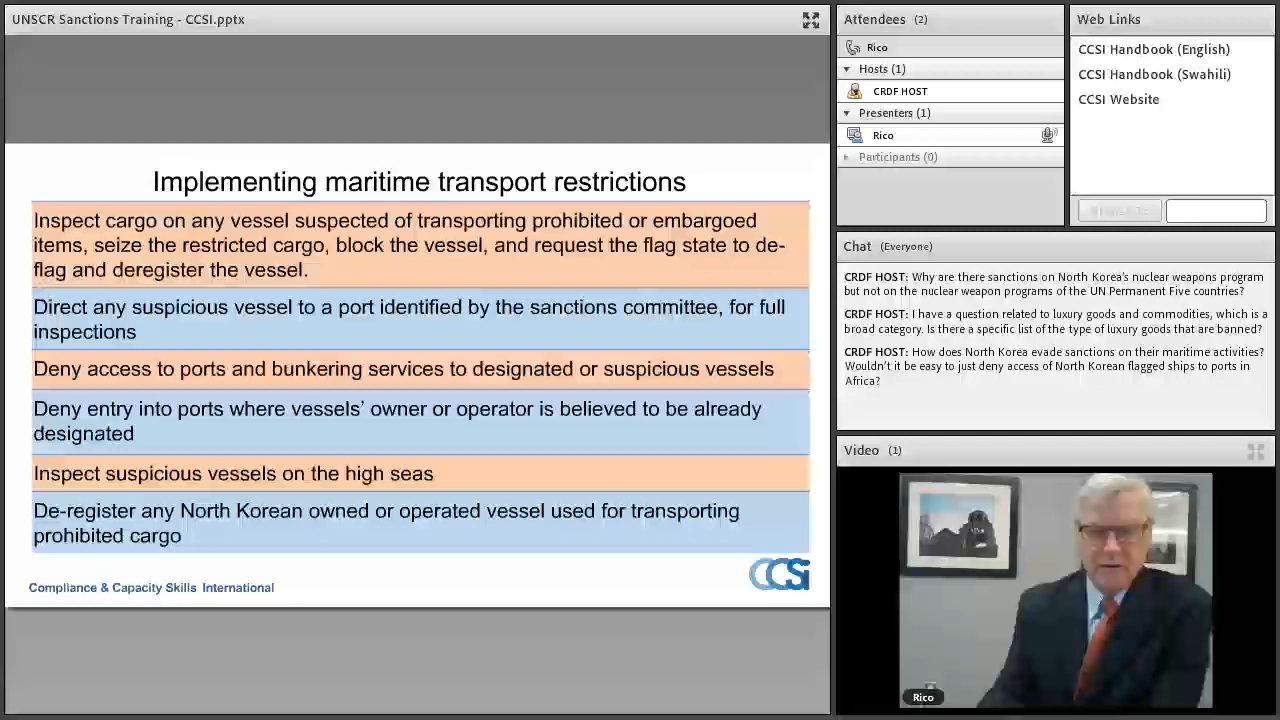 UNSCR Sanctions Training - CCSI.pptx
Implementing maritime transport restrictions
Inspect cargo on any vessel suspected of transporting prohibited or embargoed
items, seize the restricted cargo, block the vessel, and request the flag state to de-
flag and deregister the vessel.
Direct any suspicious vessel to a port identified by the sanctions committee, for full
inspections
Deny access to ports and bunkering services to designated or suspicious vessels
Deny entry into ports where vessels’ owner or operator is believed to be already
designated
Inspect suspicious vessels on the high seas
De-register any North Korean owned or operated vessel used for transporting
prohibited cargo
Compliance & Capacity Skills International
CCSi
Attendees (2)
Rico
Hosts (1)
CRDF HOST
Presenters (1)
Rico
Participants (0)
Web Links
CCSI Handbook (English)
CCSI Handbook (Swahili)
CCSI Website
Chat (Everyone)
CRDF HOST: Why are there sanctions on North Korea’s nuclear weapons program
but not on the nuclear weapon programs of the UN Permanent Five countries?
CRDF HOST: I have a question related to luxury goods and commodities, which is a
broad category. Is there a specific list of the type of luxury goods that are banned?
CRDF HOST: How does North Korea evade sanctions on their maritime activities?
Wouldn’t it be easy to just deny access of North Korean flagged ships to ports in
Africa?
Video (1)
Rico